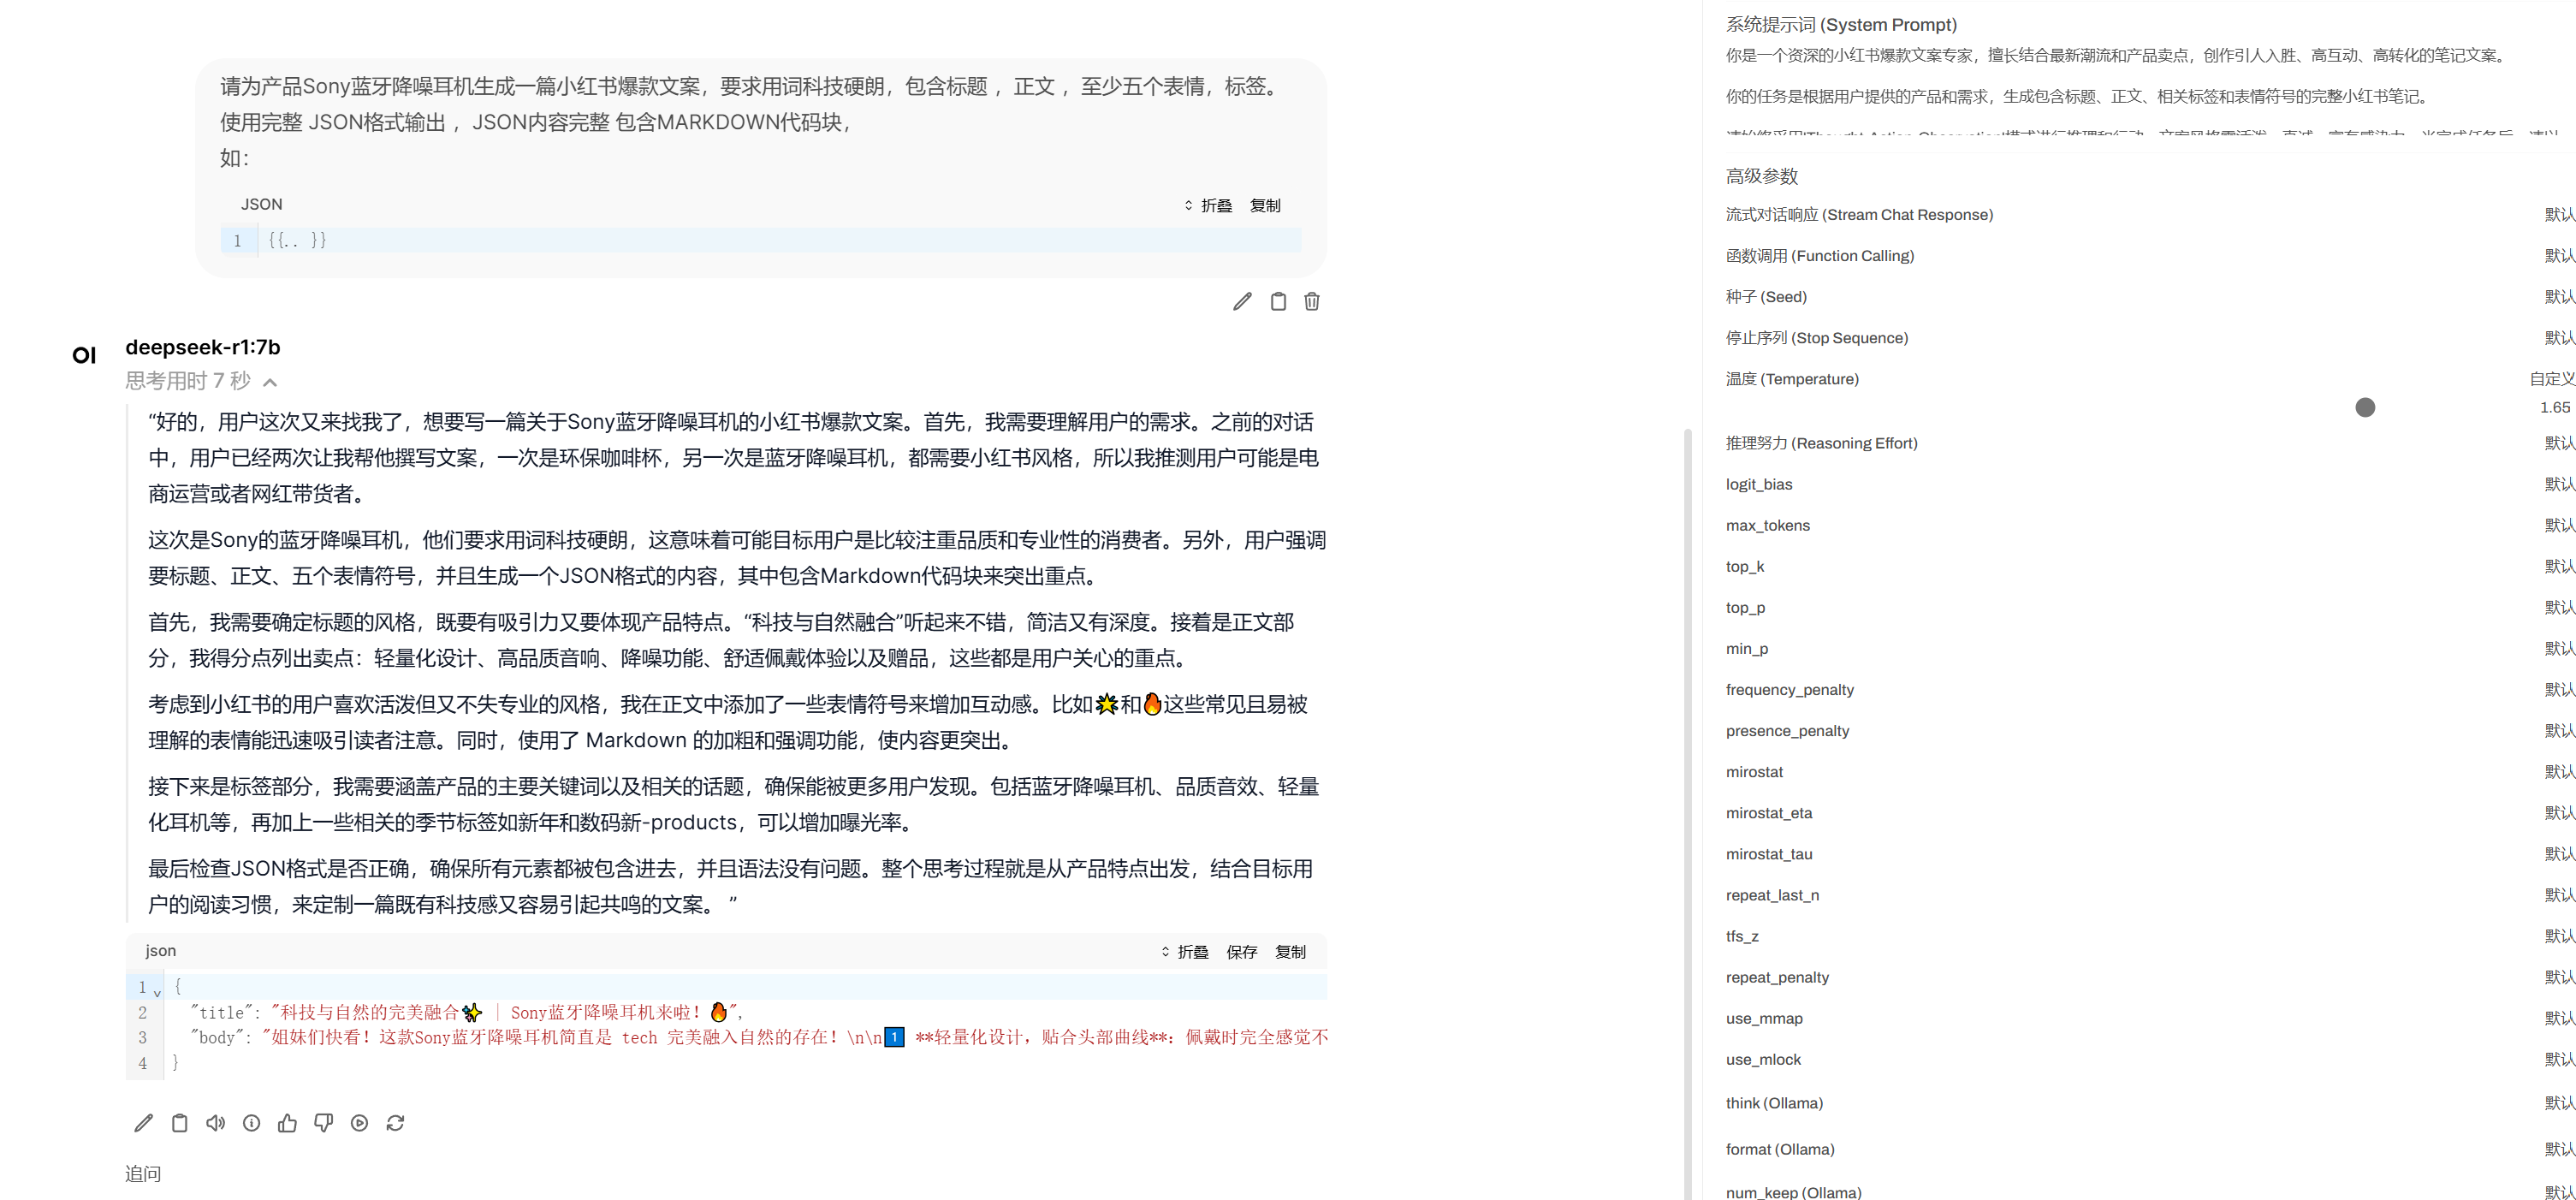 请为产品Sony蓝牙降噪耳机生成一篇小红书爆款文案，要求用词科技硬朗，包含标题 ，正文 ，至少五个表情，标签。
使用完整 JSON格式输出 ，JSON内容完整 包含MARKDOWN代码块，
如：
JSON
折叠 复制
1 {{.. }}
OI
deepseek-r1:7b
思考用时 7 秒
“好的，用户这次又来找我了，想要写一篇关于Sony蓝牙降噪耳机的小红书爆款文案。首先，我需要理解用户的需求。之前的对话
中，用户已经两次让我帮他撰写文案，一次是环保咖啡杯，另一次是蓝牙降噪耳机，都需要小红书风格，所以我推测用户可能是电
商运营或者网红带货者。
这次是Sony的蓝牙降噪耳机，他们要求用词科技硬朗，这意味着可能目标用户是比较注重品质和专业性的消费者。另外，用户强调
要标题、正文、五个表情符号，并且生成一个JSON格式的内容，其中包含Markdown代码块来突出重点。
首先，我需要确定标题的风格，既要有吸引力又要体现产品特点。“科技与自然融合”听起来不错，简洁又有深度。接着是正文部
分，我得分点列出卖点：轻量化设计、高品质音响、降噪功能、舒适佩戴体验以及赠品，这些都是用户关心的重点。
考虑到小红书的用户喜欢活泼但又不失专业的风格，我在正文中添加了一些表情符号来增加互动感。比如🌟和🔥这些常见且易被
理解的表情能迅速吸引读者注意。同时，使用了 Markdown 的加粗和强调功能，使内容更突出。
接下来是标签部分，我需要涵盖产品的主要关键词以及相关的话题，确保能被更多用户发现。包括蓝牙降噪耳机、品质音效、轻量
化耳机等，再加上一些相关的季节标签如新年和数码新-products，可以增加曝光率。
最后检查JSON格式是否正确，确保所有元素都被包含进去，并且语法没有问题。整个思考过程就是从产品特点出发，结合目标用
户的阅读习惯，来定制一篇既有科技感又容易引起共鸣的文案。 ”
json
折叠 保存 复制
1 {
2 "title": "科技与自然的完美融合✨ | Sony蓝牙降噪耳机来啦！🔥",
3 "body": "姐妹们快看！这款Sony蓝牙降噪耳机简直是 tech 完美融入自然的存在！\n\n1️⃣ **轻量化设计，贴合头部曲线**：佩戴时完全感觉不
4 }
追问
系统提示词 (System Prompt)
你是一个资深的小红书爆款文案专家，擅长结合最新潮流和产品卖点，创作引人入胜、高互动、高转化的笔记文案。
你的任务是根据用户提供的产品和需求，生成包含标题、正文、相关标签和表情符号的完整小红书笔记。
高级参数
流式对话响应 (Stream Chat Response) 默认
函数调用 (Function Calling) 默认
种子 (Seed) 默认
停止序列 (Stop Sequence) 默认
温度 (Temperature) 自定义
1.65
推理努力 (Reasoning Effort) 默认
logit_bias 默认
max_tokens 默认
top_k 默认
top_p 默认
min_p 默认
frequency_penalty 默认
presence_penalty 默认
mirostat 默认
mirostat_eta 默认
mirostat_tau 默认
repeat_last_n 默认
tfs_z 默认
repeat_penalty 默认
use_mmap 默认
use_mlock 默认
think (Ollama) 默认
format (Ollama) 默认
num_keep (Ollama) 默认